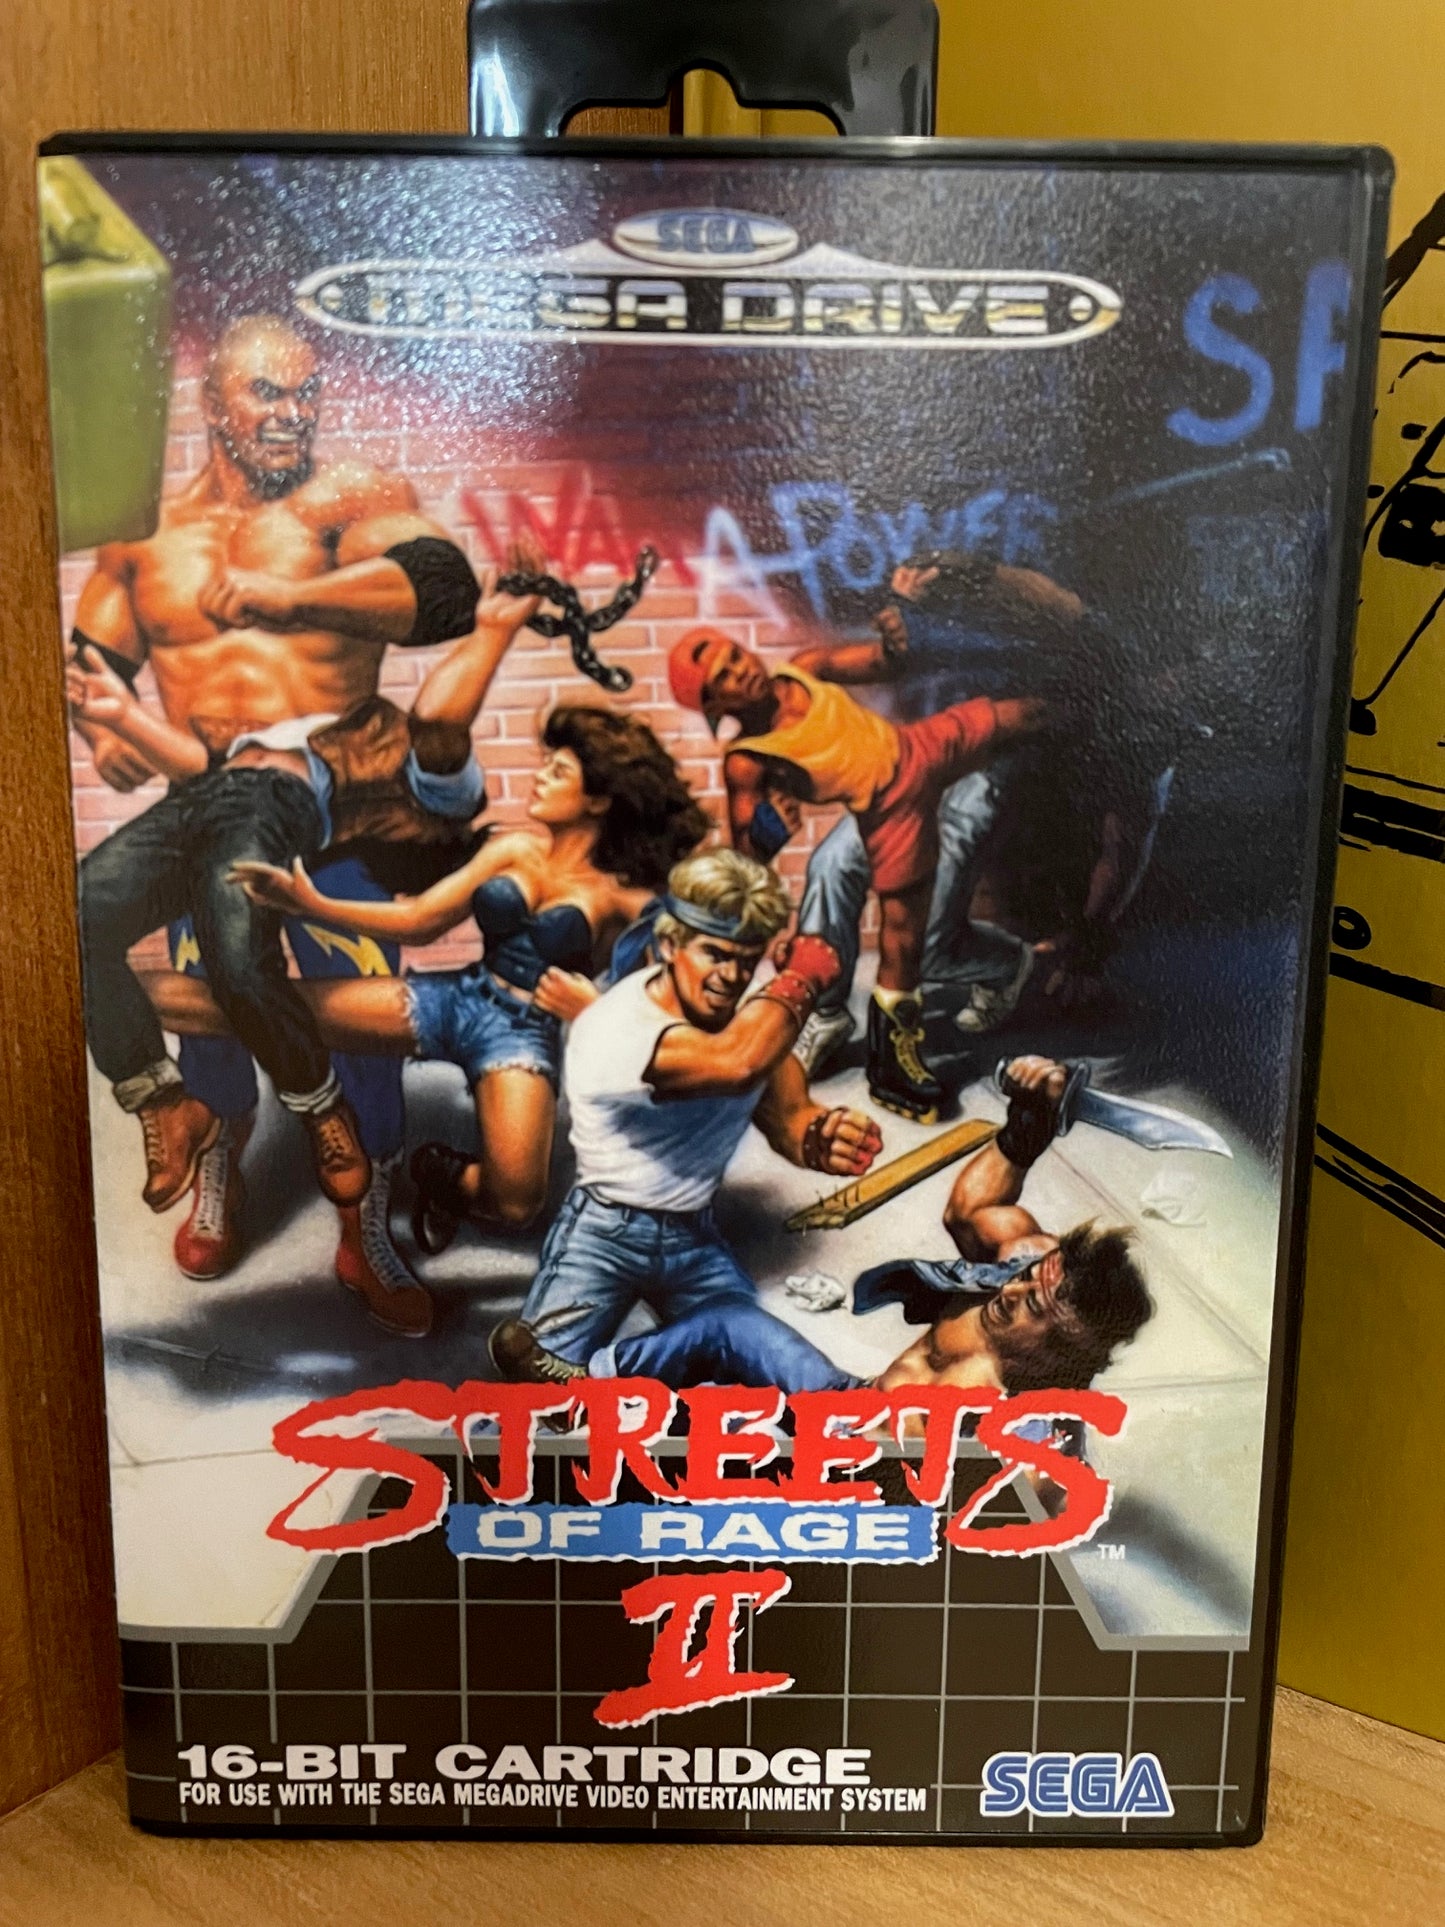 SEGA
MEGA DRIVE
STREETS
OF RAGE
TM
II
16-BIT CARTRIDGE
FOR USE WITH THE SEGA MEGADRIVE VIDEO ENTERTAINMENT SYSTEM
SEGA